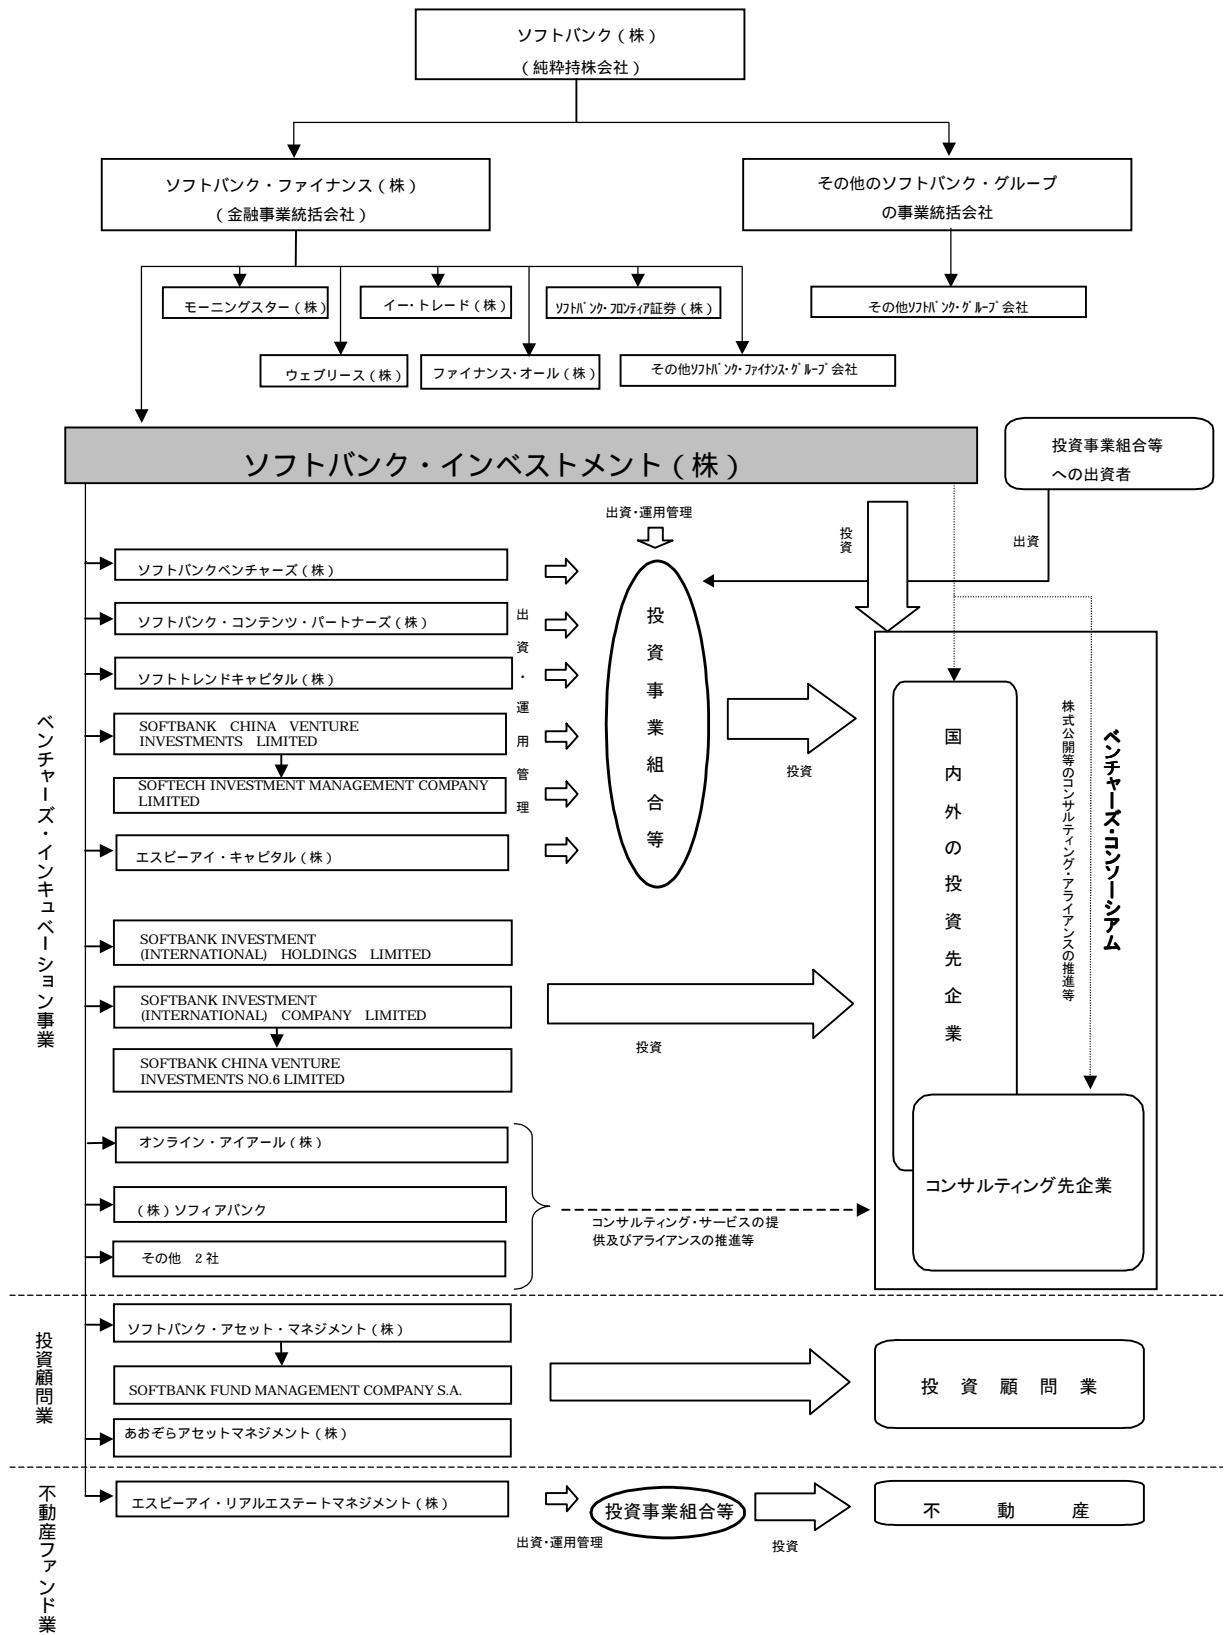 ソフトバンク（株）
（純粋持株会社）
ソフトバンク・ファイナンス（株）
（金融事業統括会社）
その他のソフトバンク・グループ
の事業統括会社
モーニングスター（株）
イー・トレード（株）
ソフトバンク・フロンティア証券（株）
その他ソフトバンク・グループ会社
ウェブリース（株）
ファイナンス・オール（株）
その他ソフトバンク・ファイナンス・グループ会社
ソフトバンク・インベストメント（株）
投資事業組合等
への出資者
出資・運用管理
投資
出資
ベンチャーズ・インキュベーション事業
ソフトバンクベンチャーズ（株）
ソフトバンク・コンテンツ・パートナーズ（株）
ソフトトレンドキャピタル（株）
SOFTBANK CHINA VENTURE
INVESTMENTS LIMITED
SOFTECH INVESTMENT MANAGEMENT COMPANY
LIMITED
エスビーアイ・キャピタル（株）
出資・運用管理
投資事業組合等
投資
国内外の投資先企業
株式公開等のコンサルティング・アライアンスの推進等
ベンチャーズ・コンソーシアム
SOFTBANK INVESTMENT
(INTERNATIONAL) HOLDINGS LIMITED
SOFTBANK INVESTMENT
(INTERNATIONAL) COMPANY LIMITED
SOFTBANK CHINA VENTURE
INVESTMENTS NO.6 LIMITED
投資
オンライン・アイアール（株）
（株）ソフィアバンク
その他 2社
コンサルティング・サービスの提
供及びアライアンスの推進等
コンサルティング先企業
投資顧問業
ソフトバンク・アセット・マネジメント（株）
SOFTBANK FUND MANAGEMENT COMPANY S.A.
あおぞらアセットマネジメント（株）
投資顧問業
不動産ファンド業
エスビーアイ・リアルエステートマネジメント（株）
出資・運用管理
投資事業組合等
投資
不動産